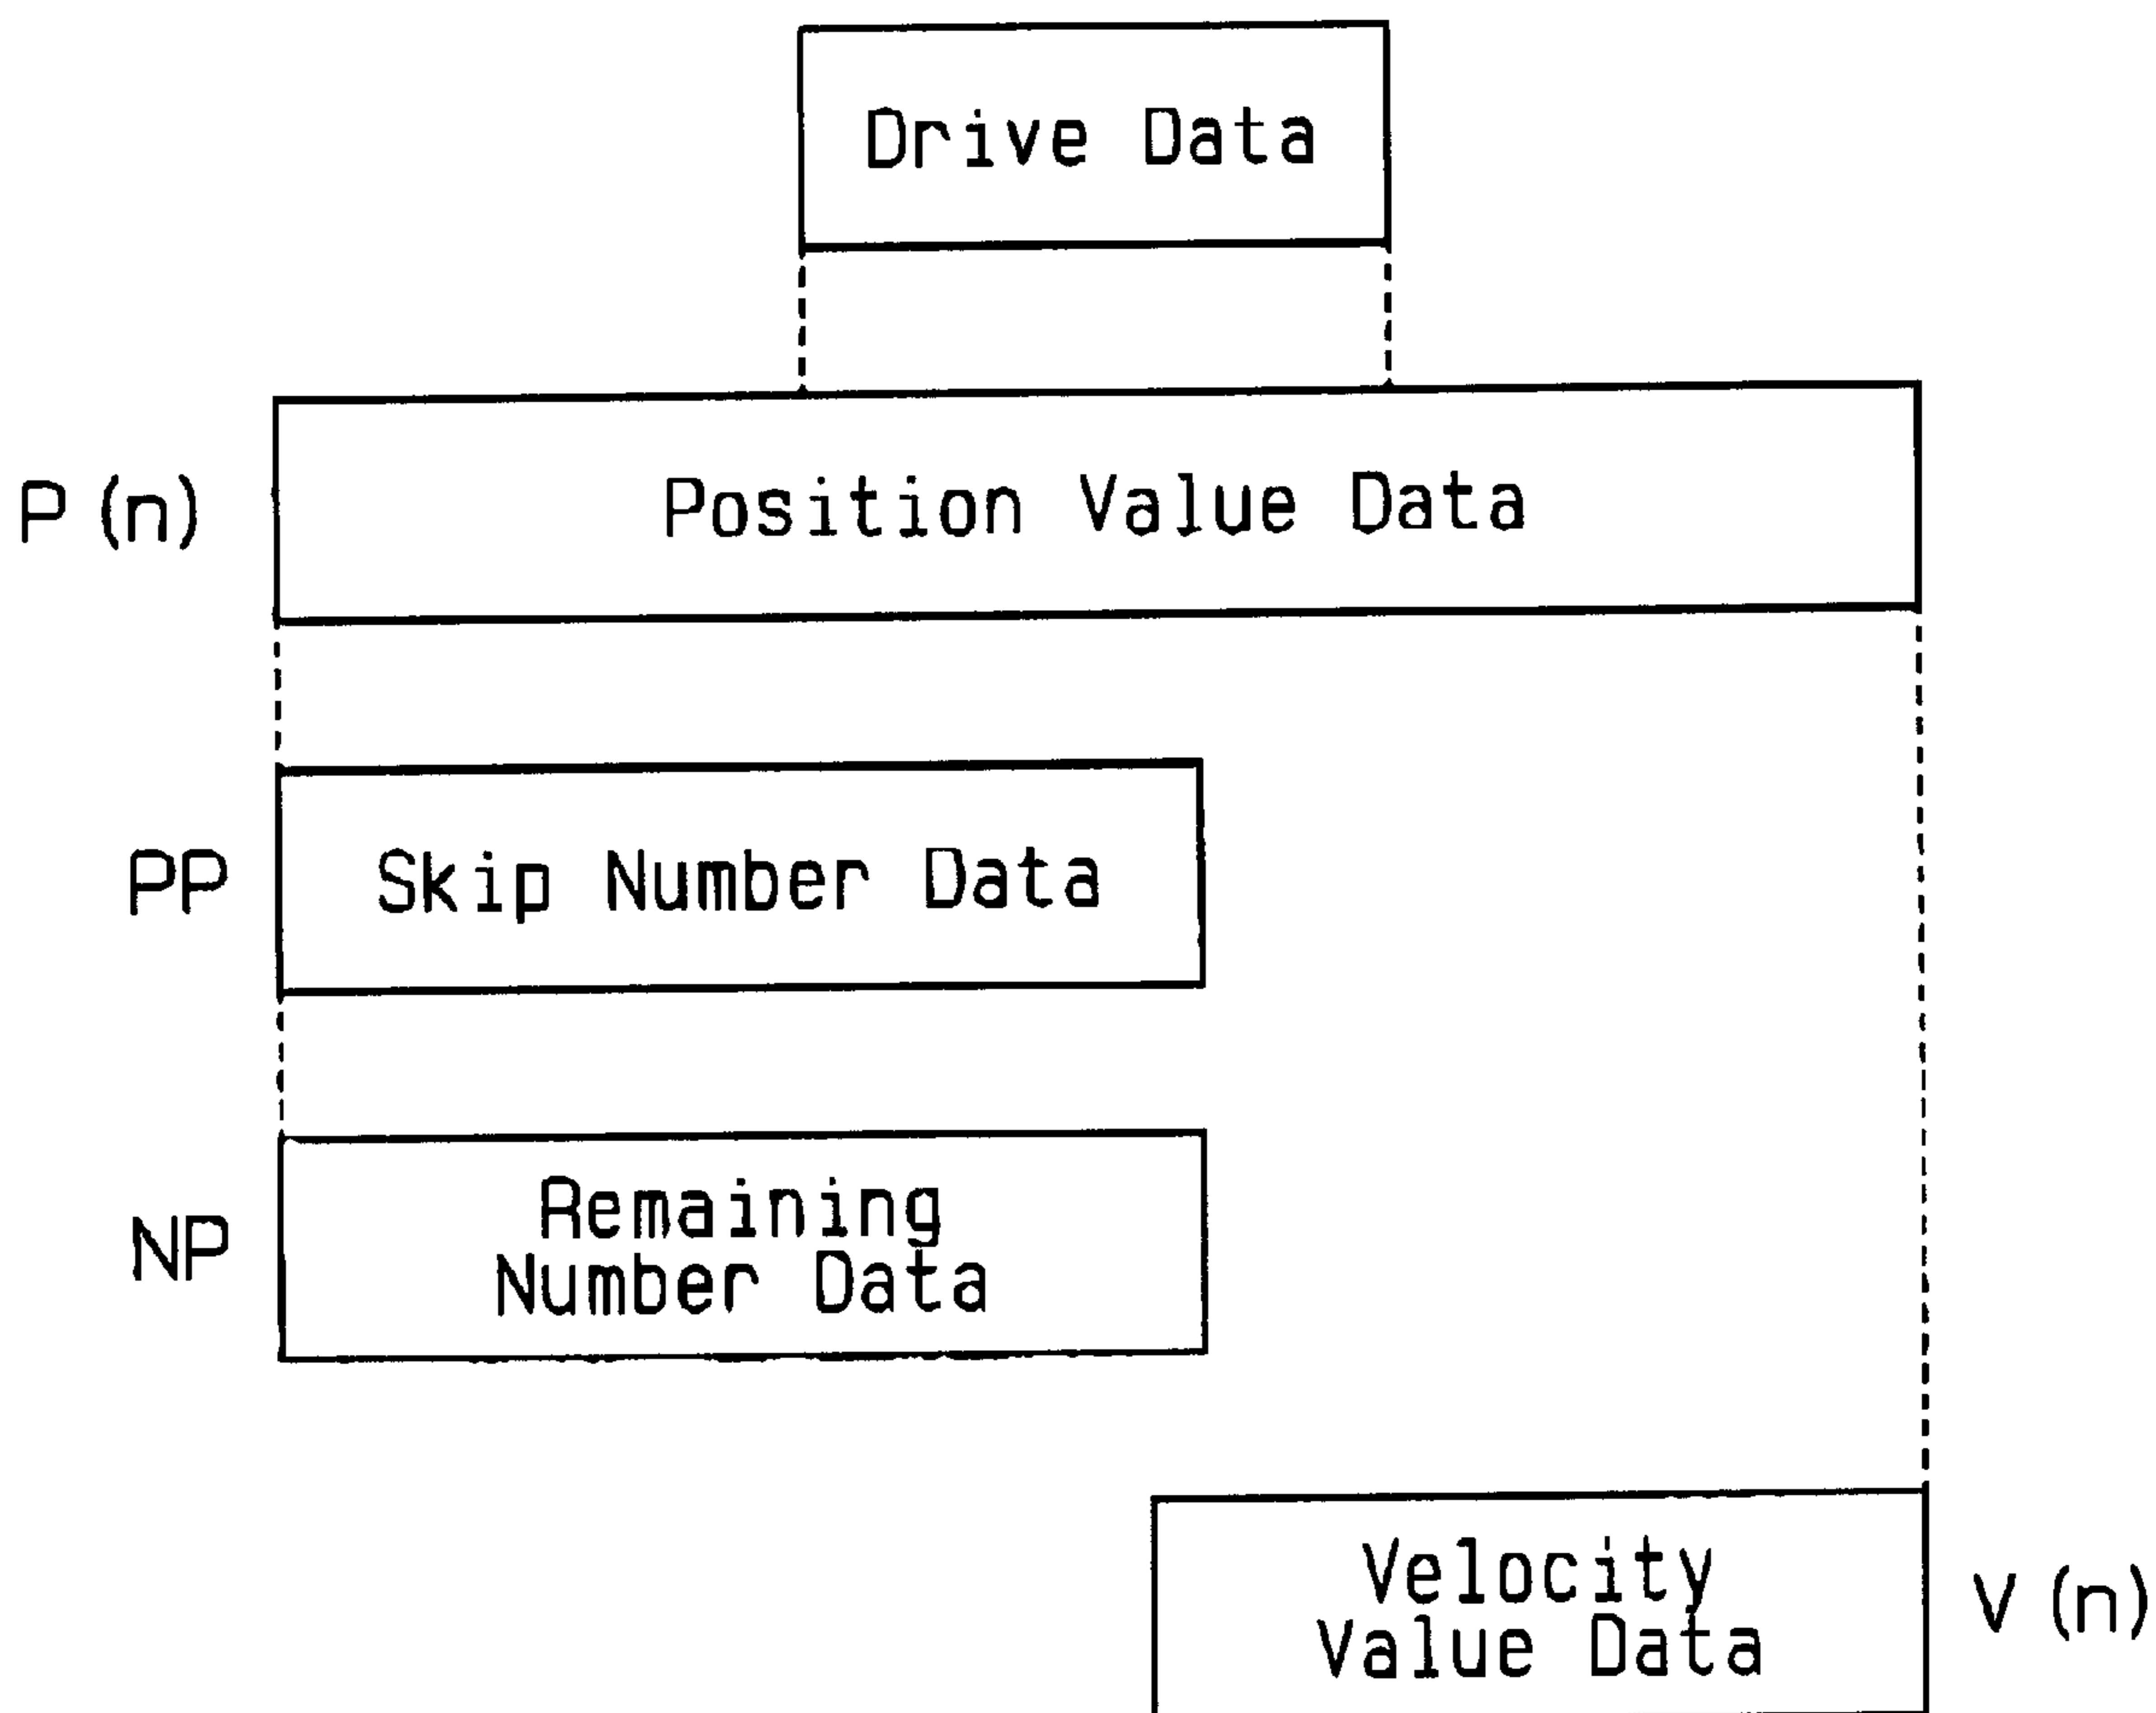 Drive Data
P (n)
Position Value Data
PP
Skip Number Data
NP
Remaining
Number Data
Velocity
Value Data
V (n)